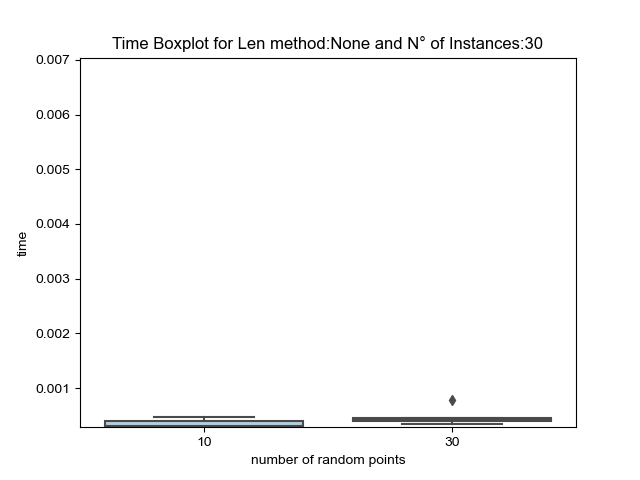 Time Boxplot for Len method:None and N° of Instances:30
0.007
0.006
0.005
0.004
0.003
0.002
0.001
time
10 30
number of random points